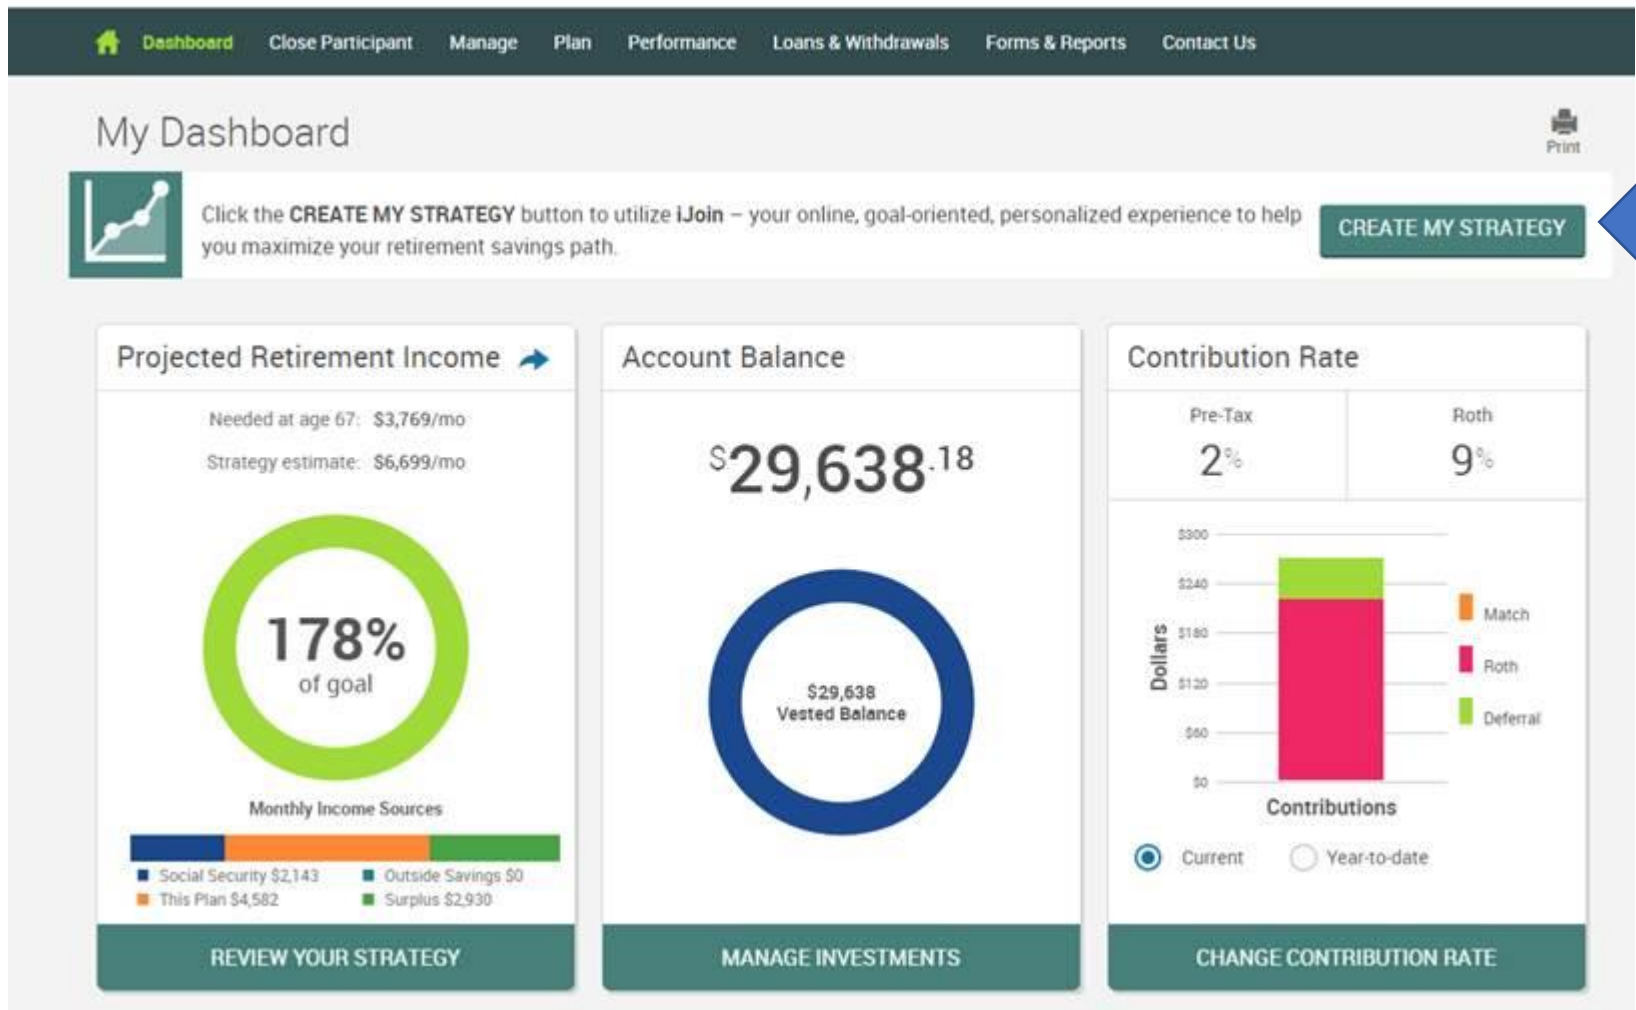 Dashboard Close Participant Manage Plan Performance Loans & Withdrawals Forms & Reports Contact Us
My Dashboard
Print
Click the CREATE MY STRATEGY button to utilize iJoin – your online, goal-oriented, personalized experience to help
you maximize your retirement savings path.
CREATE MY STRATEGY
Projected Retirement Income
Needed at age 67: $3,769/mo
Strategy estimate: $6,699/mo
178%
of goal
Monthly Income Sources
Social Security $2,143 Outside Savings $0
This Plan $4,582 Surplus $2,930
REVIEW YOUR STRATEGY
Account Balance
$29,638.18
$29,638
Vested Balance
MANAGE INVESTMENTS
Contribution Rate
Pre-Tax Roth
2% 9%
$300
$240
$180
$120
$60
$0
Dollars
Contributions
Match
Roth
Deferral
Current Year-to-date
CHANGE CONTRIBUTION RATE